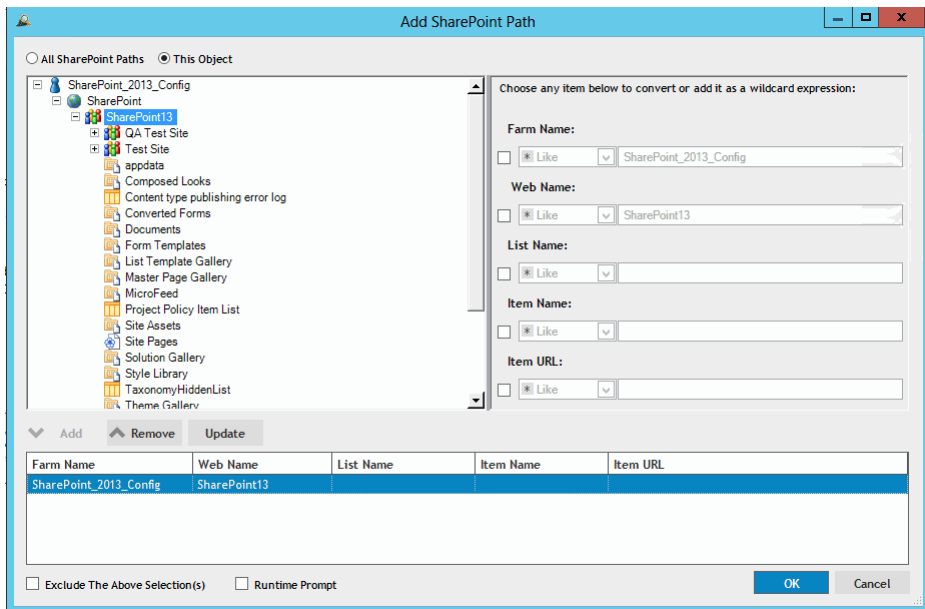 Add SharePoint Path
All SharePoint Paths This Object
SharePoint_2013_Config
SharePoint
SharePoint13
QA Test Site
Test Site
appdata
Composed Looks
Content type publishing error log
Converted Forms
Documents
Form Templates
List Template Gallery
Master Page Gallery
MicroFeed
Project Policy Item List
Site Assets
Site Pages
Solution Gallery
Style Library
TaxonomyHiddenList
Theme Gallery
Choose any item below to convert or add it as a wildcard expression:
Farm Name:
* Like SharePoint_2013_Config
Web Name:
* Like SharePoint13
List Name:
* Like
Item Name:
* Like
Item URL:
* Like
Add Remove Update
Farm Name Web Name List Name Item Name Item URL
SharePoint_2013_Config SharePoint13
Exclude The Above Selection(s) Runtime Prompt OK Cancel